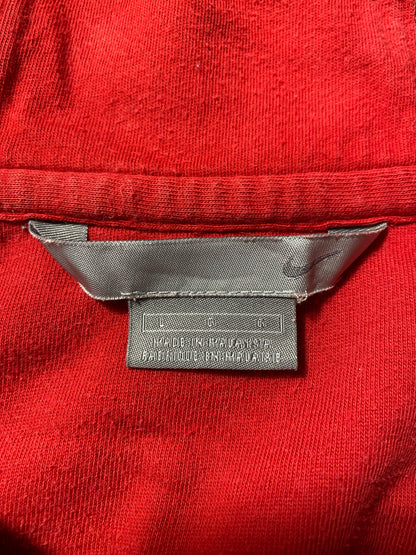 L G G
MADE IN MALAYSIA
FABRIQUE EN MALAISIE